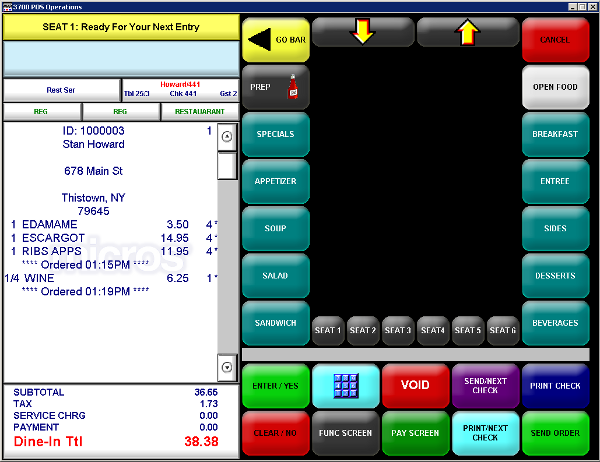 3700 POS Operations
SEAT 1: Ready For Your Next Entry
Rest Ser
Howard/441
Tbl 25/3 Chk 441 Gst 2
REG REG RESTAUARANT
ID: 1000003 1
Stan Howard
678 Main St
Thistown, NY
79645
1 EDAMAME 3.50 4*
1 ESCARGOT 14.95 4*
1 RIBS APPS 11.95 4*
**** Ordered 01:15PM ****
1/4 WINE 6.25 1*
**** Ordered 01:19PM ****
micros
SUBTOTAL 36.65
TAX 1.73
SERVICE CHRG 0.00
PAYMENT 0.00
Dine-In Ttl 38.38
GO BAR
CANCEL
PREP
OPEN FOOD
SPECIALS
BREAKFAST
APPETIZER
ENTREE
SOUP
SIDES
SALAD
DESSERTS
SANDWICH
SEAT 1 SEAT 2 SEAT 3 SEAT4 SEAT 5 SEAT 6
BEVERAGES
ENTER / YES
VOID
SEND/NEXT
CHECK
PRINT CHECK
CLEAR / NO
FUNC SCREEN
PAY SCREEN
PRINT/NEXT
CHECK
SEND ORDER